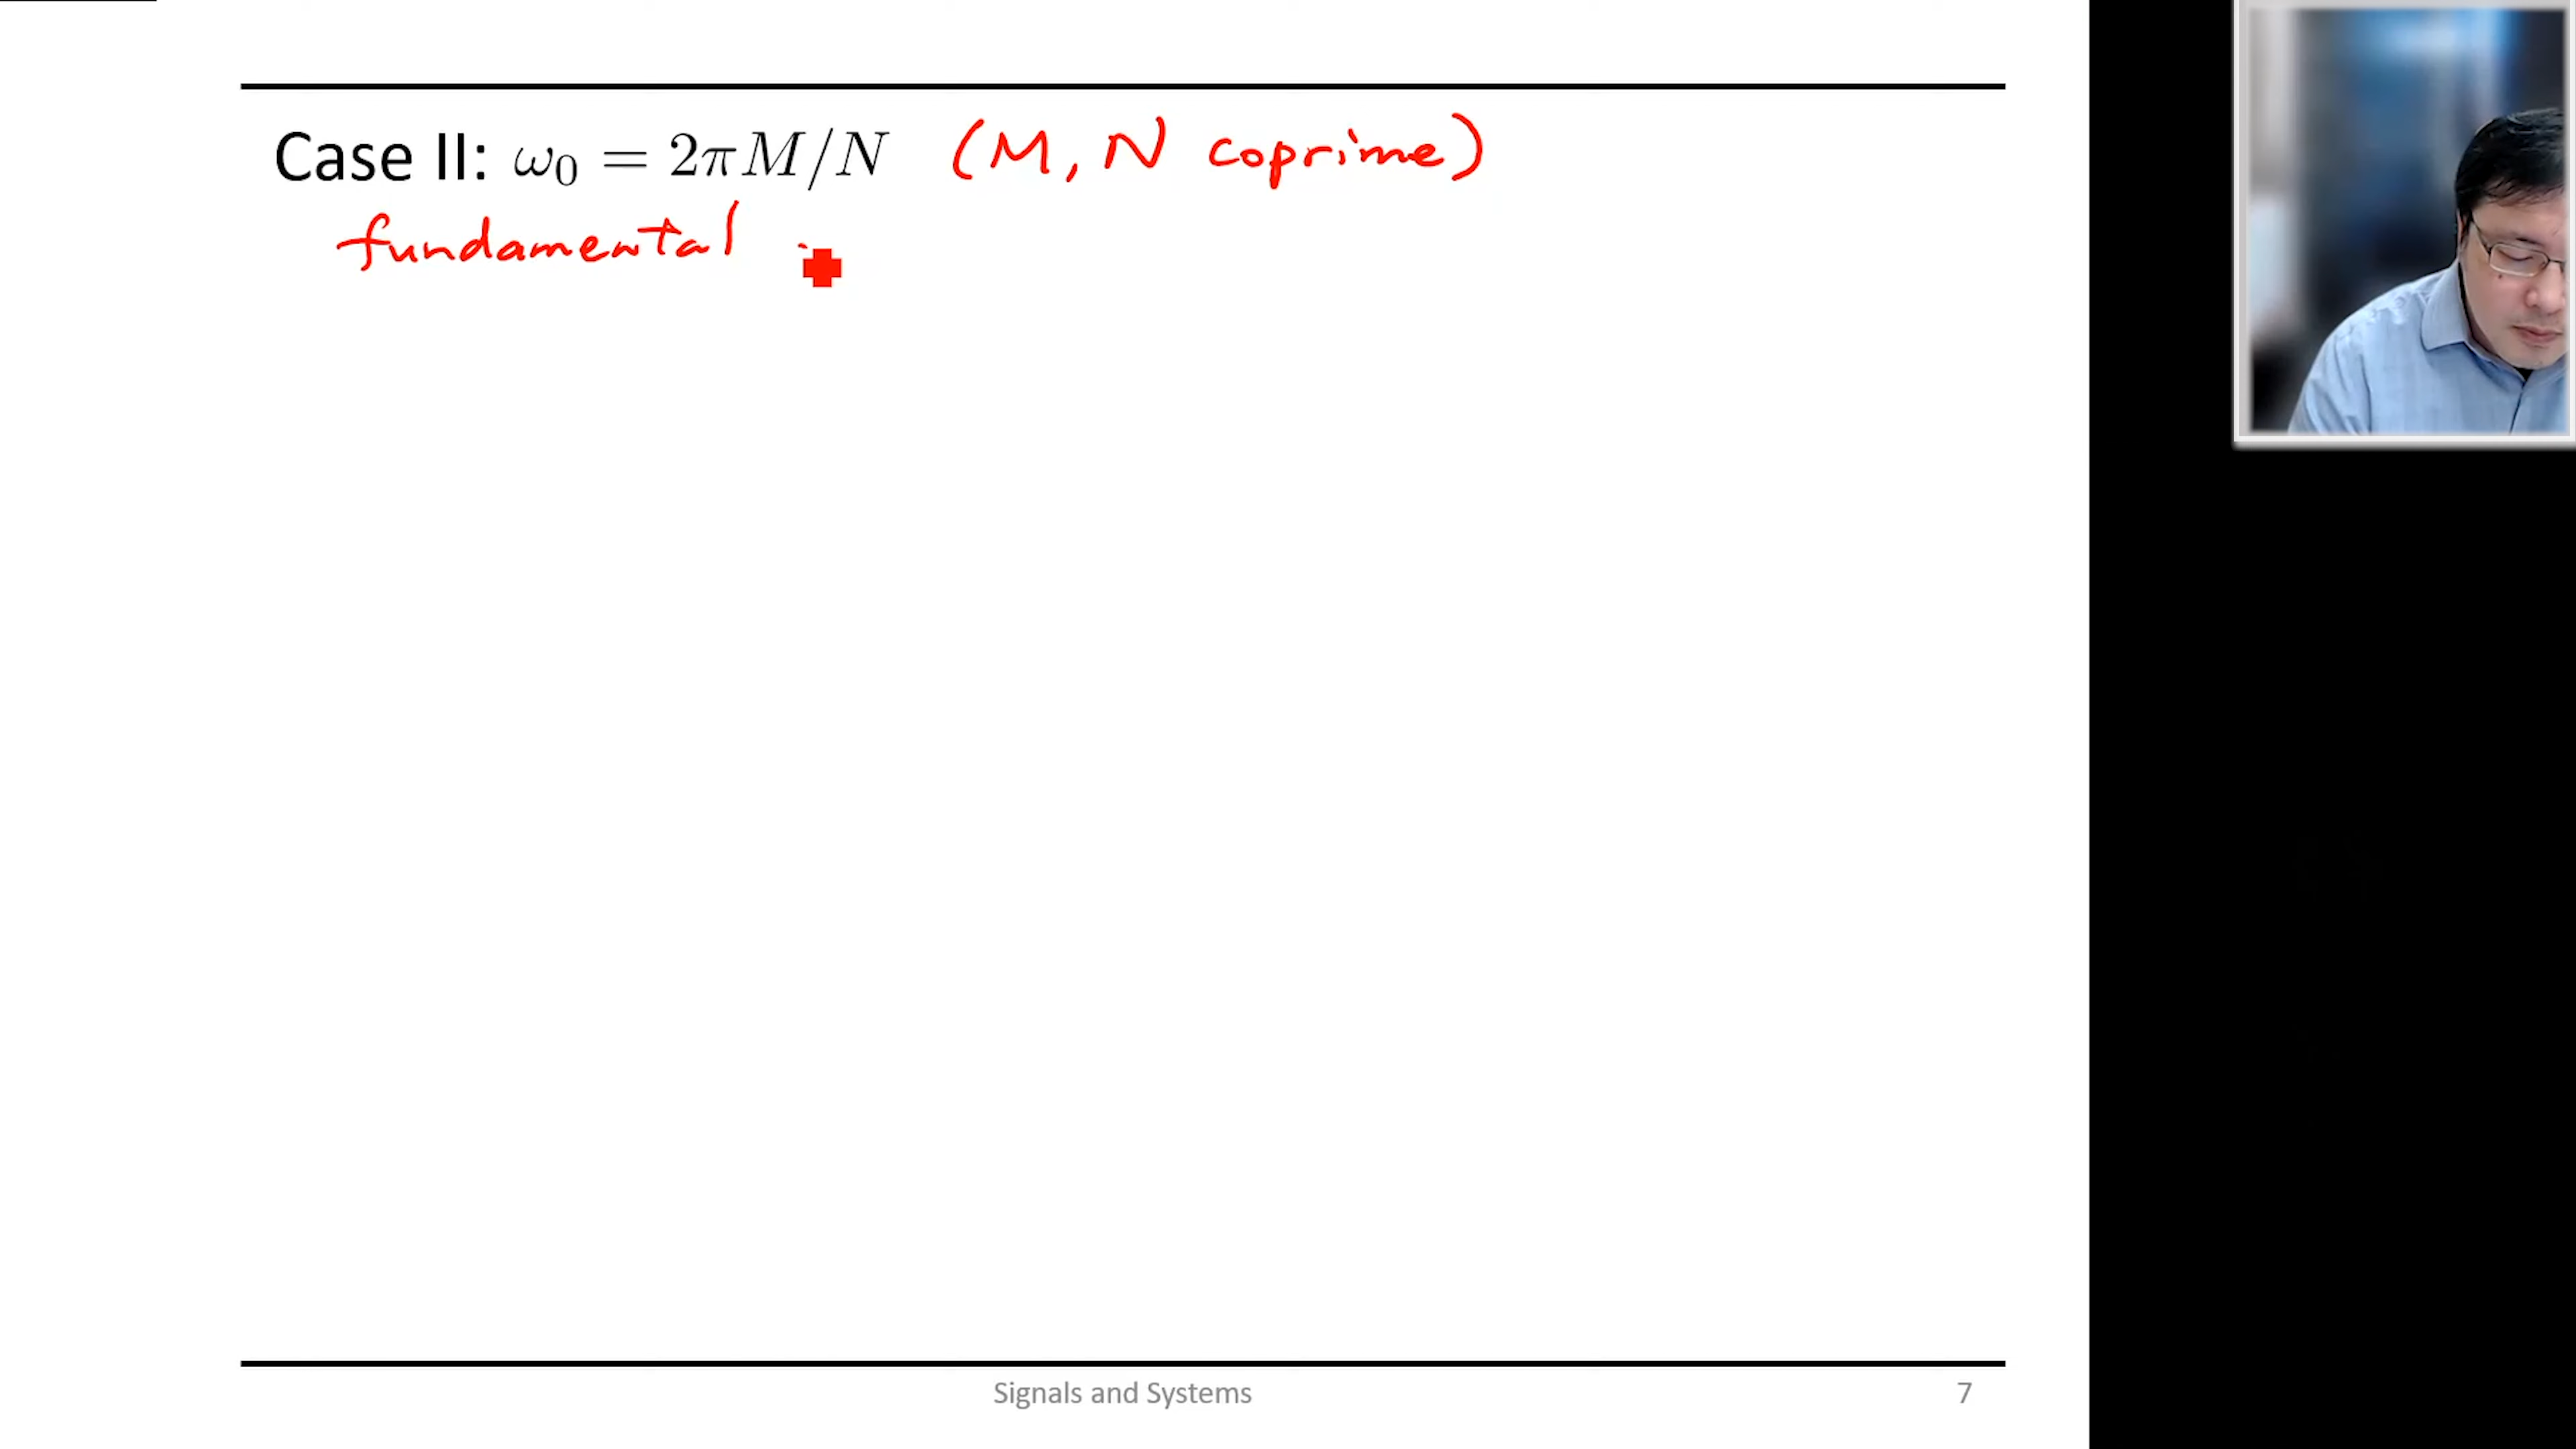 Case II: ω₀ = 2πM/N (M, N coprime)
fundamental
Signals and Systems 7